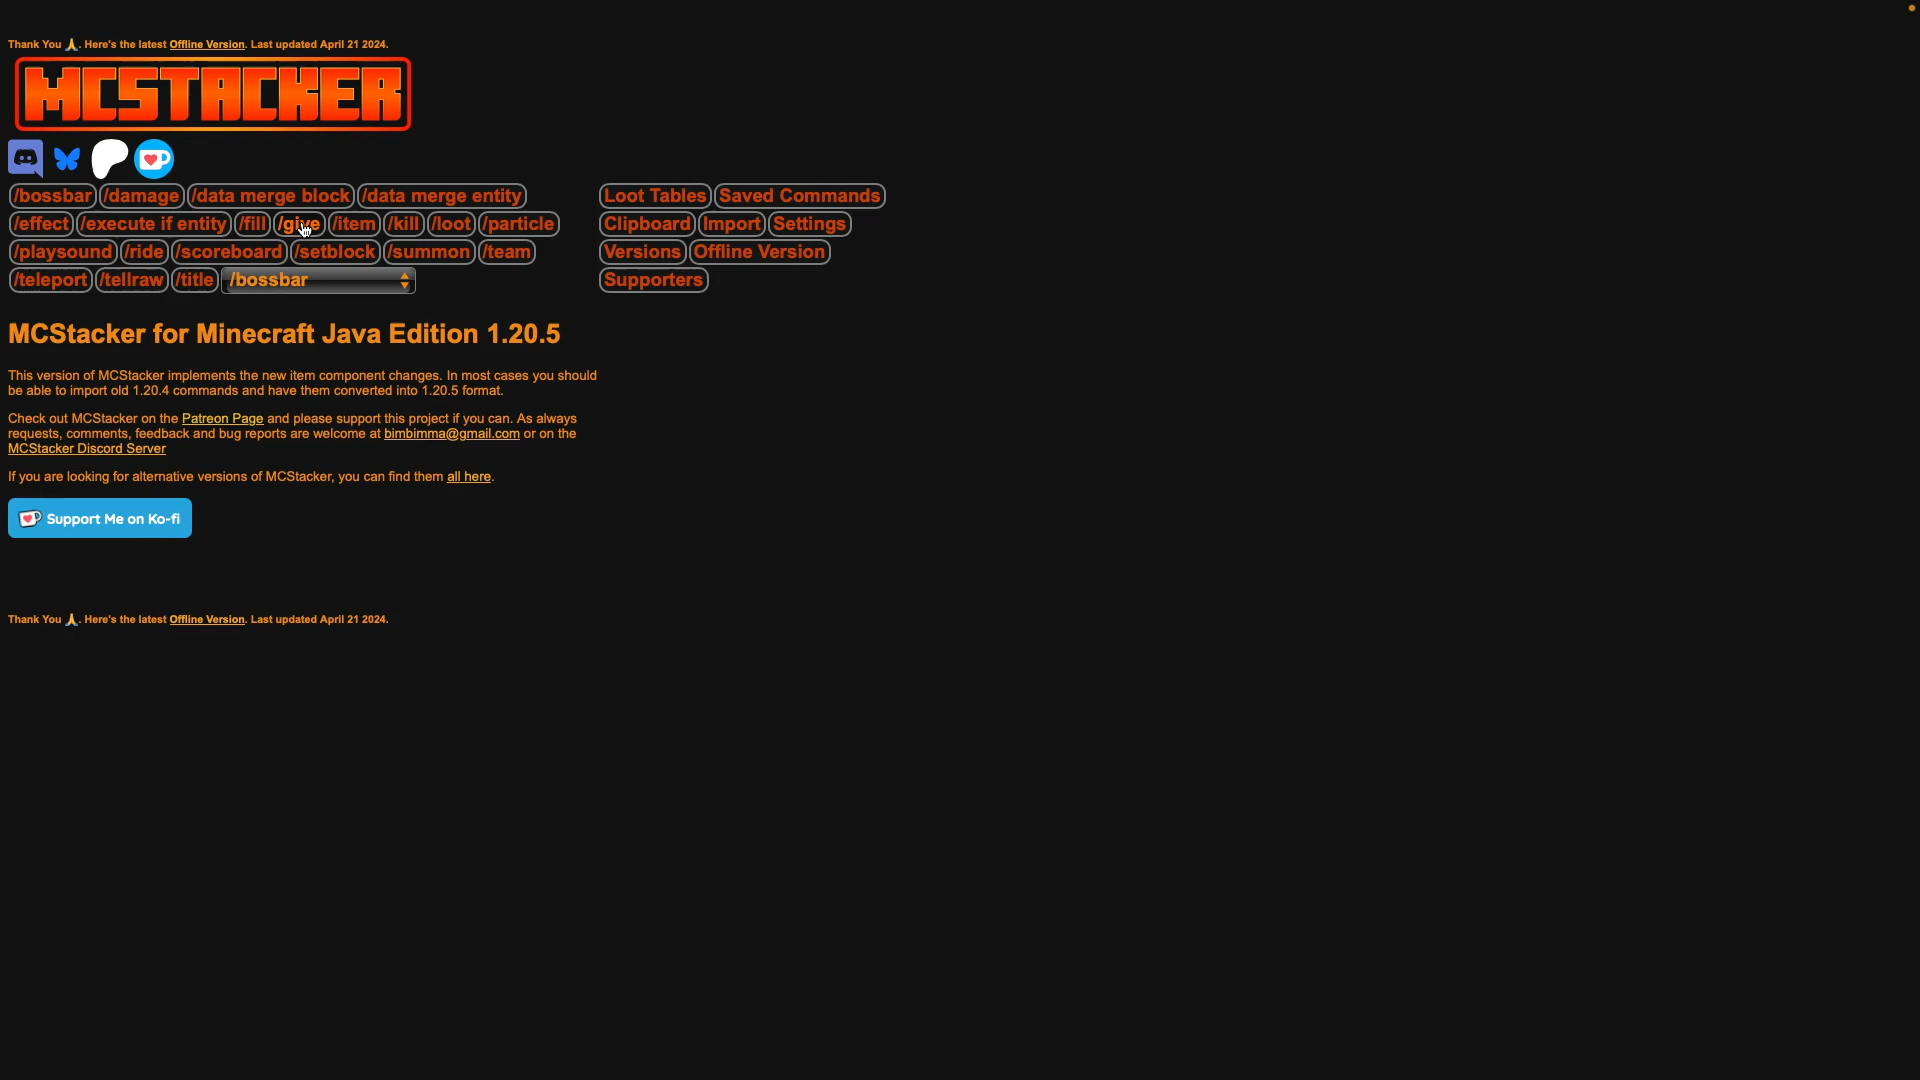 Thank You 🙏. Here's the latest Offline Version. Last updated April 21 2024.
MCSTACKER
/bossbar /damage /data merge block /data merge entity
/effect /execute if entity /fill /give /item /kill /loot /particle
/playsound /ride /scoreboard /setblock /summon /team
/teleport /tellraw /title /bossbar
Loot Tables Saved Commands
Clipboard Import Settings
Versions Offline Version
Supporters
MCStacker for Minecraft Java Edition 1.20.5
This version of MCStacker implements the new item component changes. In most cases you should
be able to import old 1.20.4 commands and have them converted into 1.20.5 format.
Check out MCStacker on the Patreon Page and please support this project if you can. As always
requests, comments, feedback and bug reports are welcome at bimbimma@gmail.com or on the
MCStacker Discord Server
If you are looking for alternative versions of MCStacker, you can find them all here.
Support Me on Ko-fi
Thank You 🙏. Here's the latest Offline Version. Last updated April 21 2024.